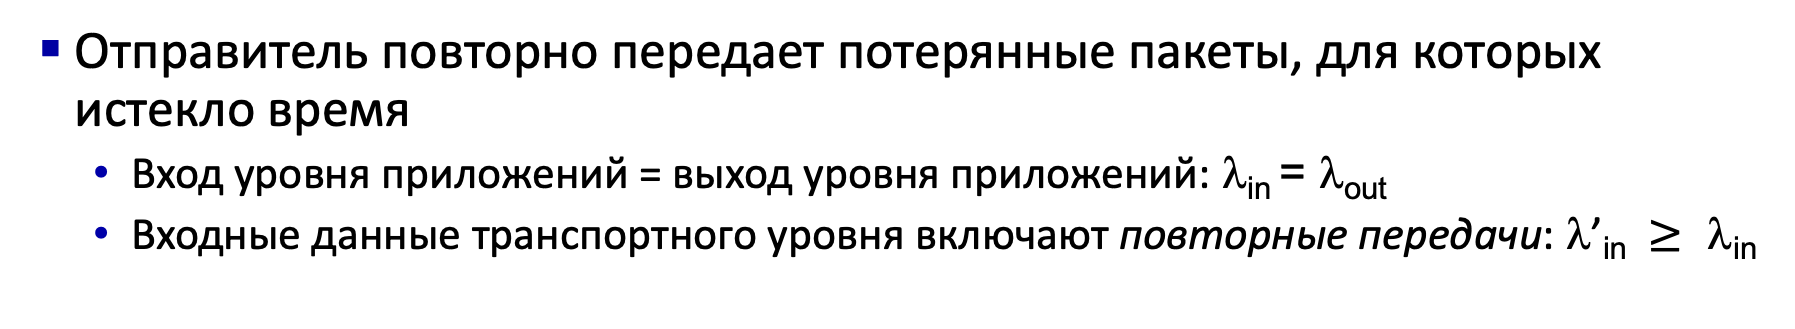 ▪ Отправитель повторно передает потерянные пакеты, для которых
истекло время
• Вход уровня приложений = выход уровня приложений: λin = λout
• Входные данные транспортного уровня включают повторные передачи: λ’in ≥ λin